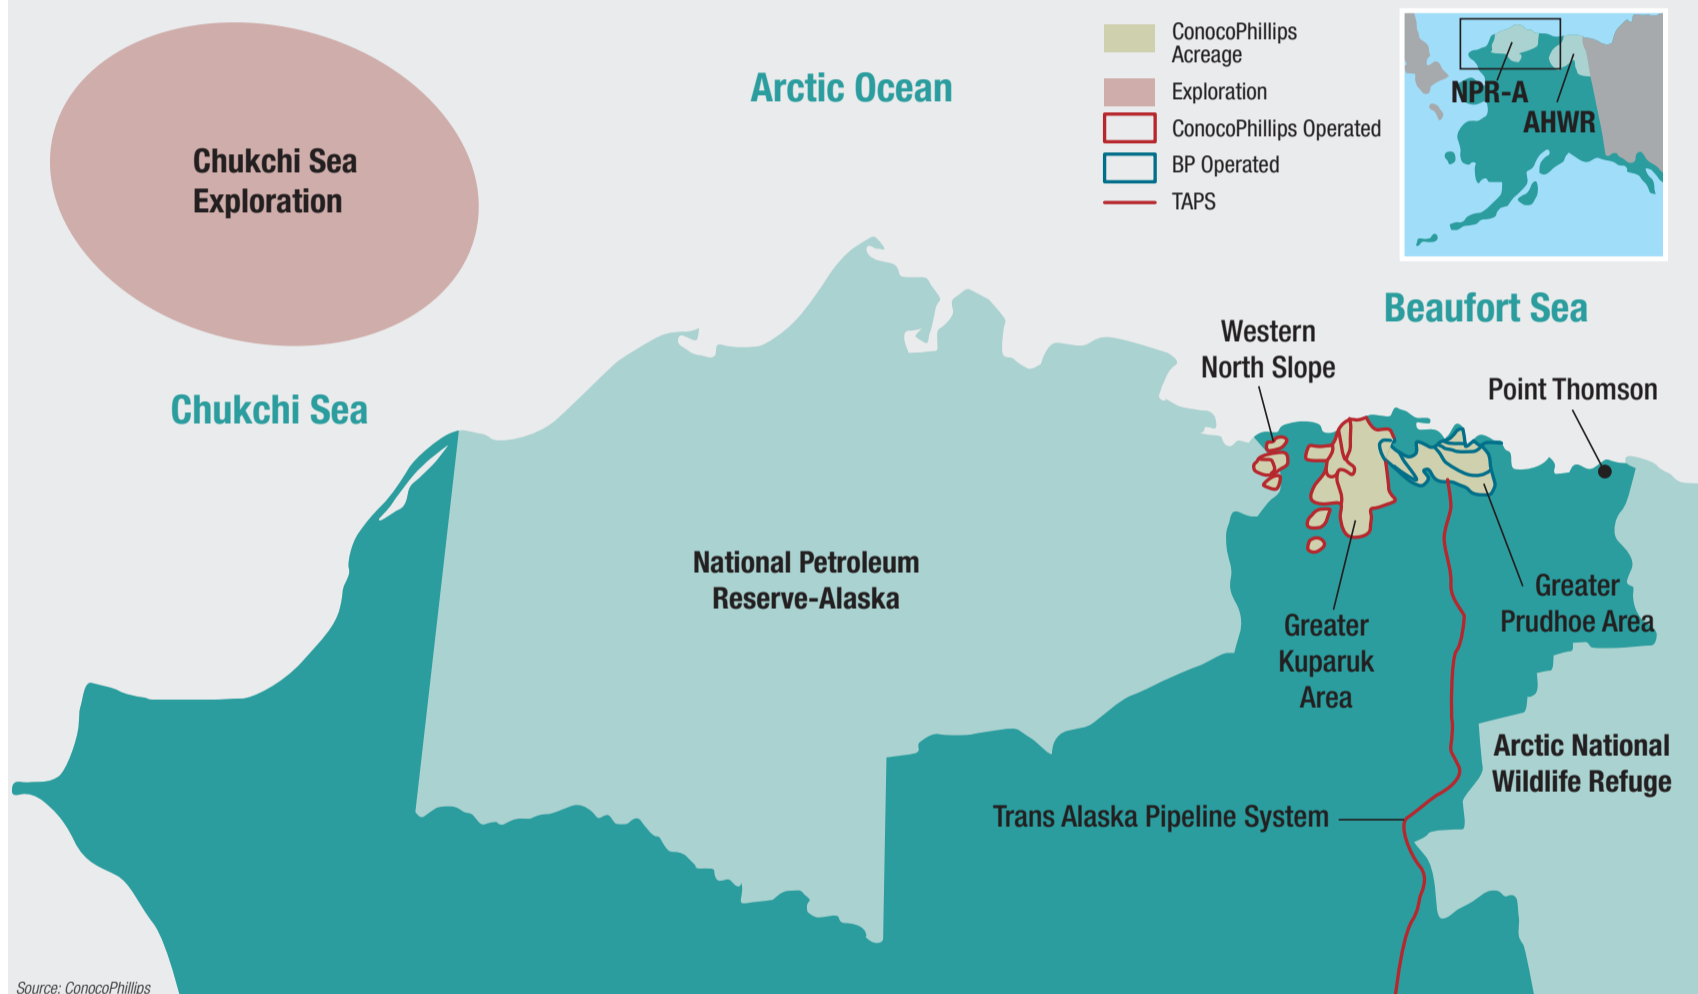 ConocoPhillips
Acreage
Exploration
ConocoPhillips Operated
BP Operated
TAPS
NPR-A
AHWR
Arctic Ocean
Chukchi Sea
Exploration
Beaufort Sea
Western
North Slope
Point Thomson
Chukchi Sea
National Petroleum
Reserve-Alaska
Greater
Prudhoe Area
Greater
Kuparuk
Area
Arctic National
Wildlife Refuge
Trans Alaska Pipeline System
Source: ConocoPhillips